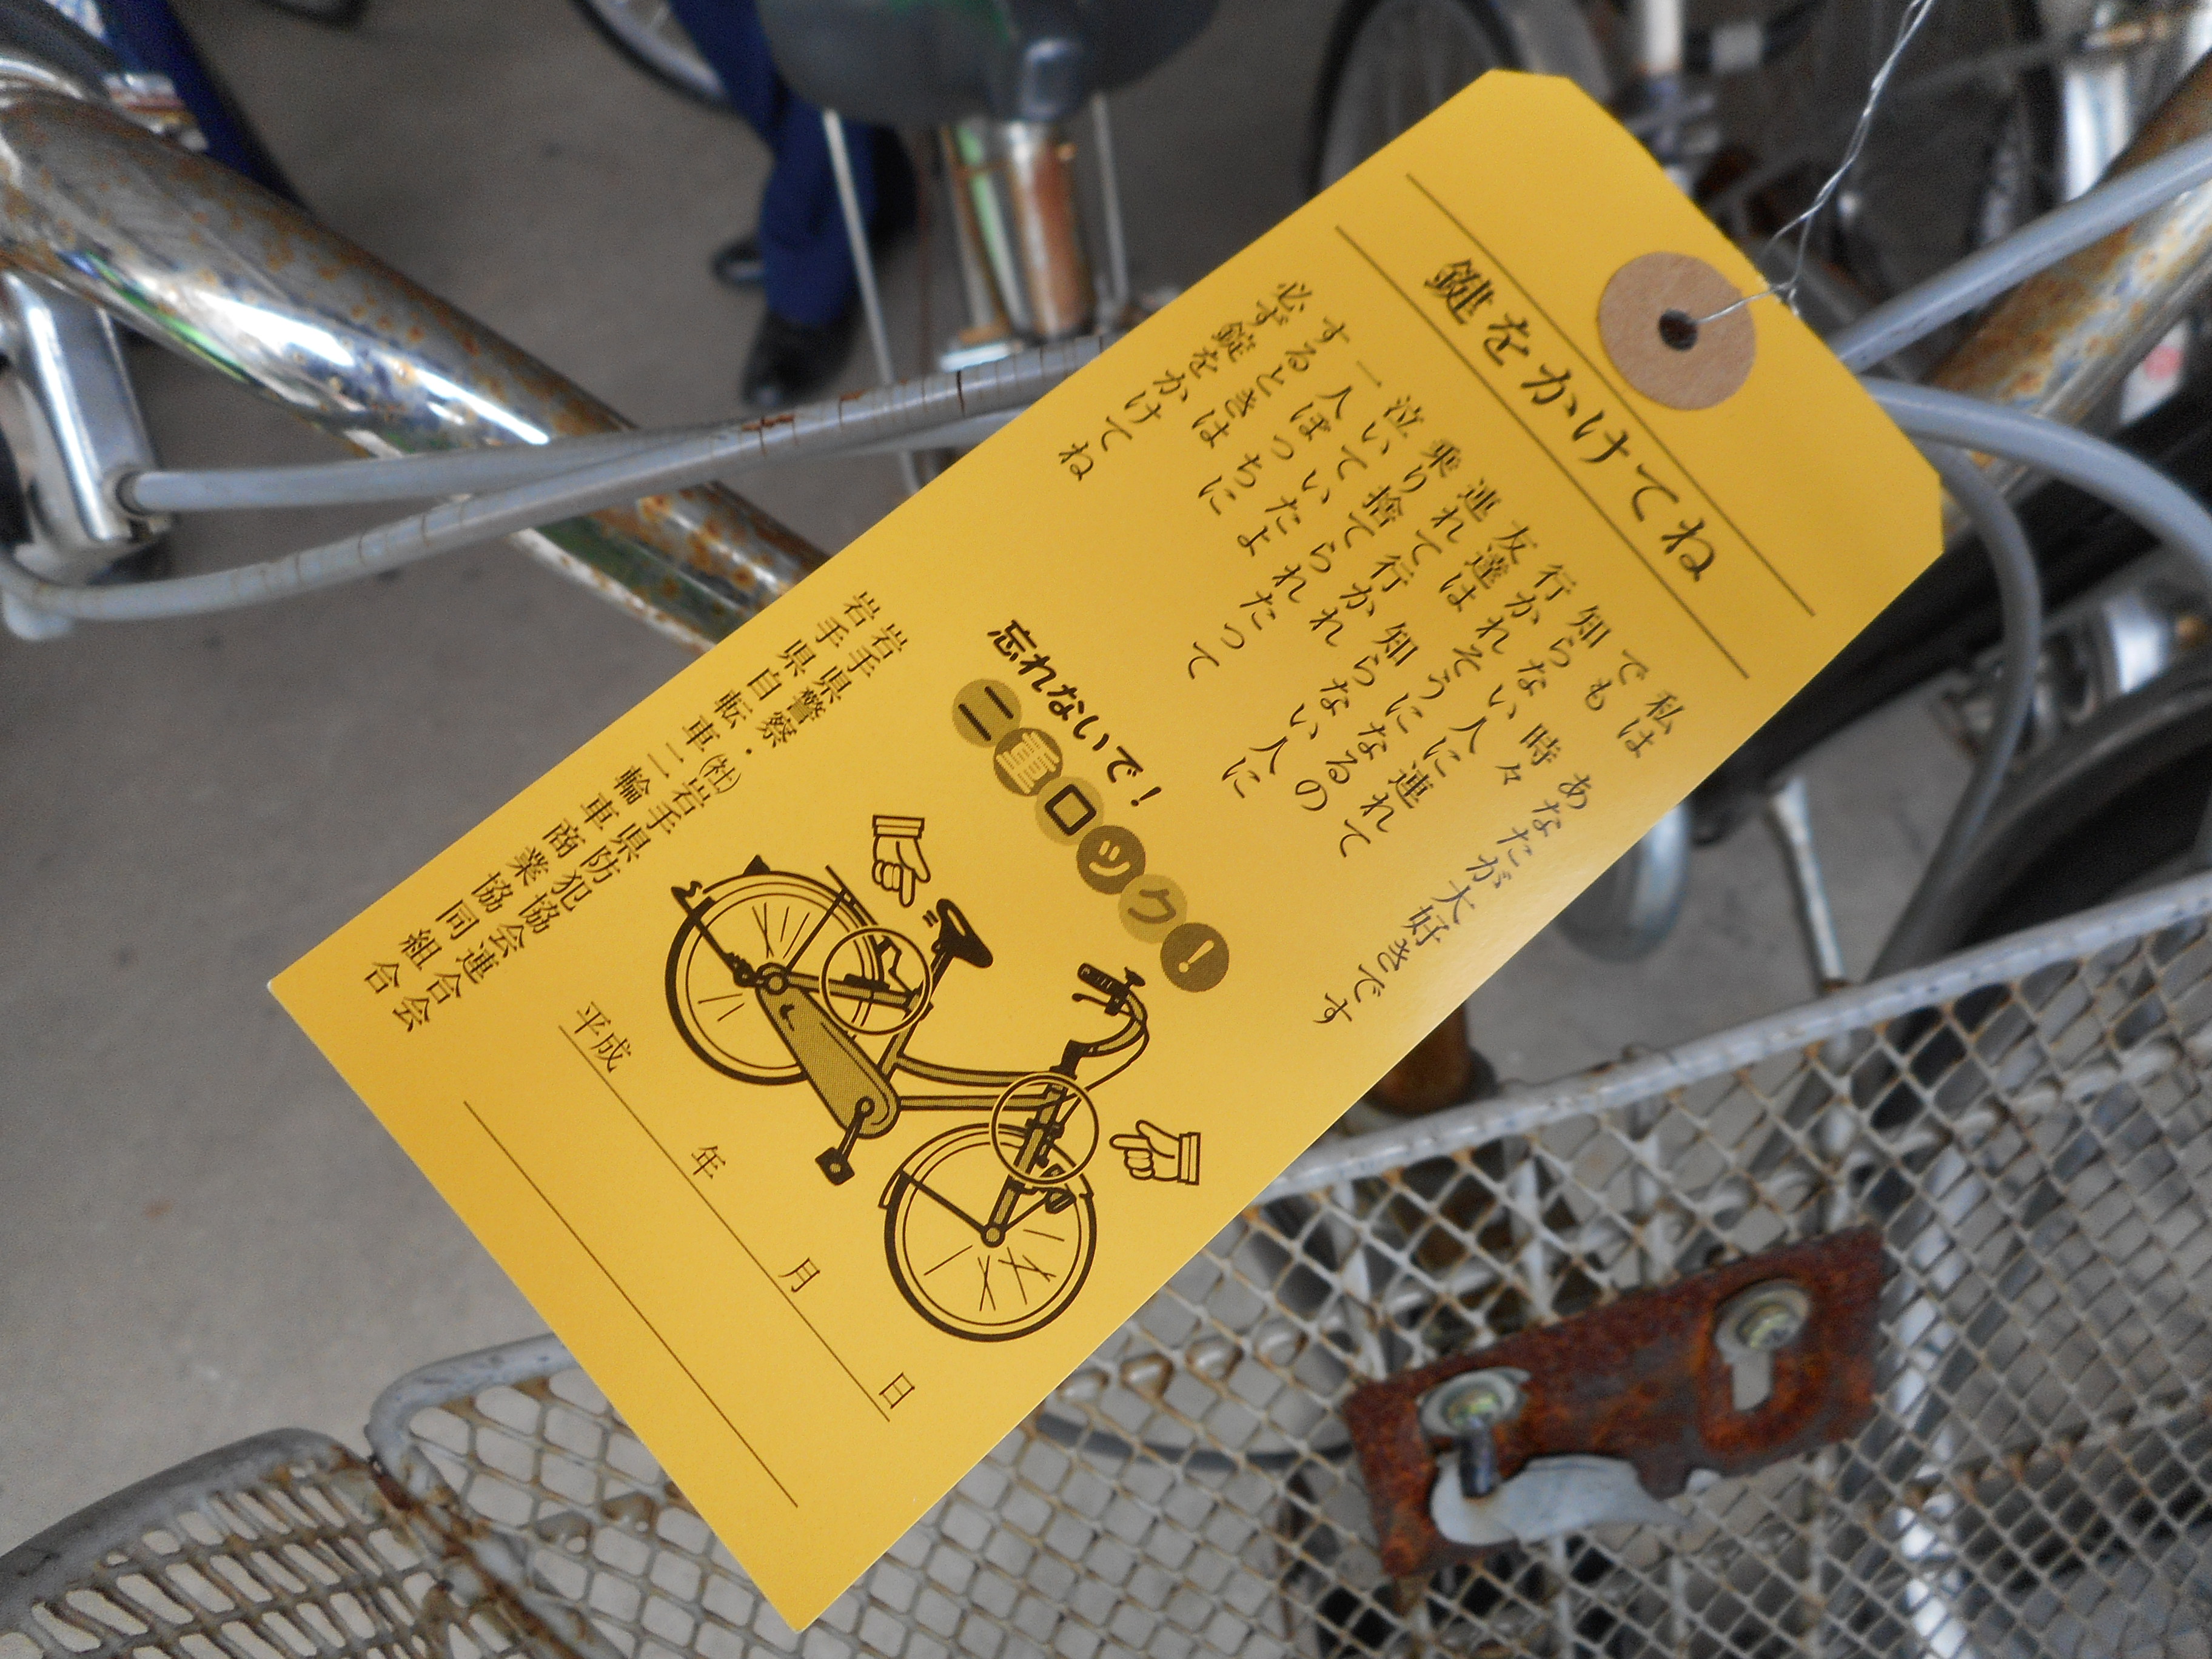 鍵をかけてね
私は あなたが大好きです
でも 時々
知らない人に連れて
行かれそうになるの
友達は 知らない人に
連れて行かれ
乗り捨てられたって
泣いていたよ
一人ぼっちに
するときは
必ず錠をかけてね
忘れないで!
二重ロック!
岩手県警察・(社)岩手県防犯協会連合会
岩手県自転車二輪車商業協同組合
平成 年 月 日